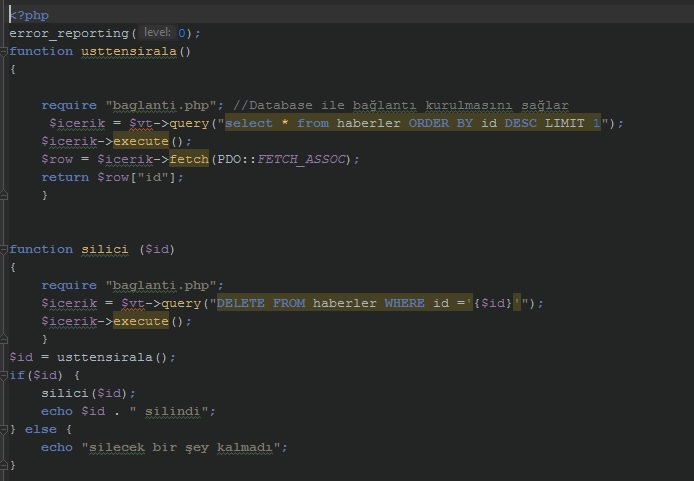 <?php
error_reporting( level: 0);
function usttensirala()
{
require "baglanti.php"; //Database ile bağlantı kurulmasını sağlar
$icerik = $vt->query("select * from haberler ORDER BY id DESC LIMIT 1");
$icerik->execute();
$row = $icerik->fetch(PDO::FETCH_ASSOC);
return $row["id"];
}
function silici ($id)
{
require "baglanti.php";
$icerik = $vt->query("DELETE FROM haberler WHERE id ='{$id}'");
$icerik->execute();
}
$id = usttensirala();
if($id) {
silici($id);
echo $id . " silindi";
} else {
echo "silecek bir şey kalmadı";
}